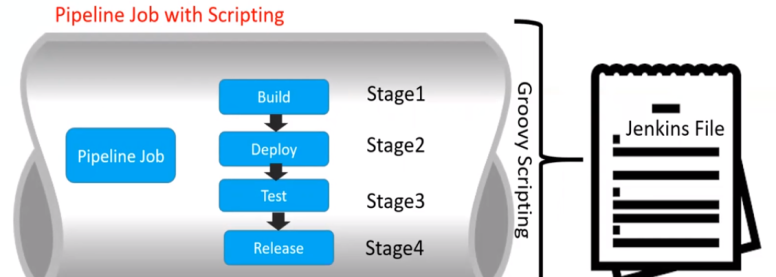 Pipeline Job with Scripting
Pipeline Job
Build
Stage1
Deploy
Stage2
Test
Stage3
Release
Stage4
Groovy Scripting
Jenkins File